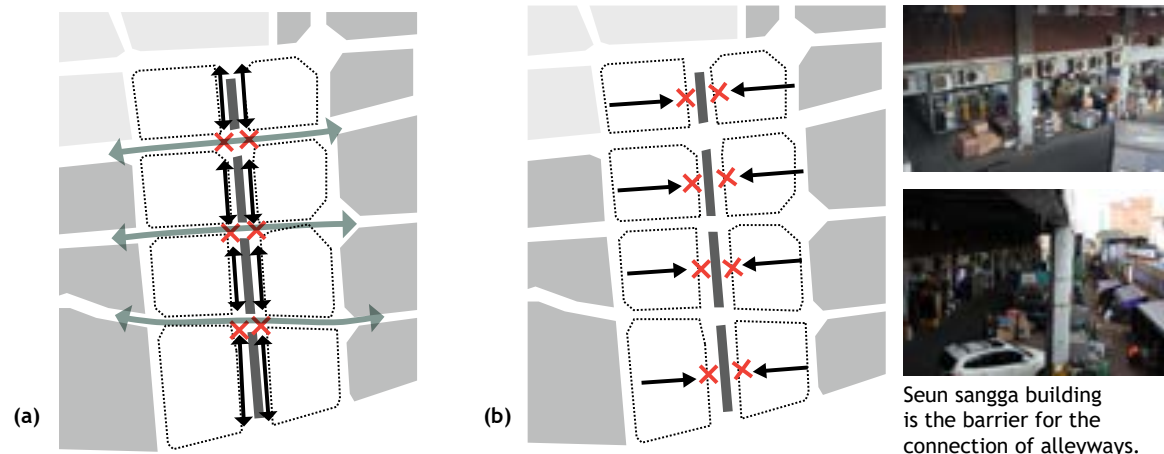 (a)
(b)
Seun sangga building
is the barrier for the
connection of alleyways.